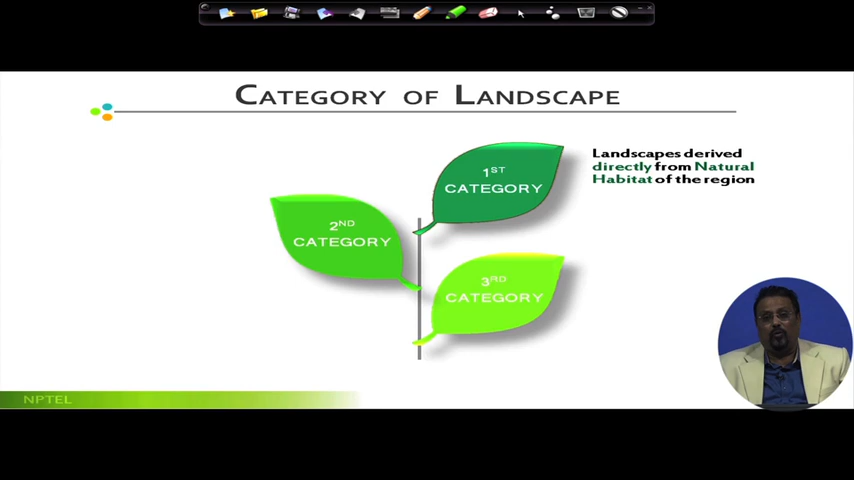 CATEGORY OF LANDSCAPE
1ST
CATEGORY
Landscapes derived
directly from Natural
Habitat of the region
2ND
CATEGORY
3RD
CATEGORY
NPTEL